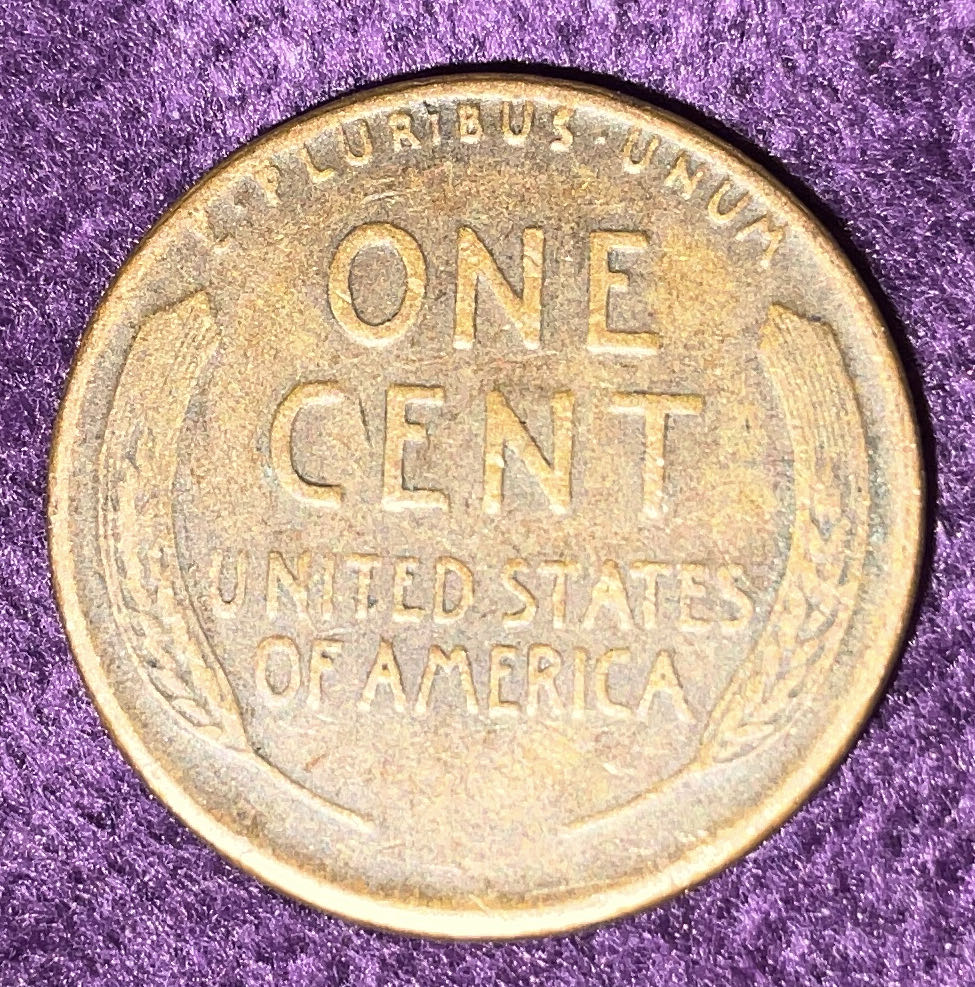 E·PLURIBUS·UNUM
ONE
CENT
UNITED STATES
OF AMERICA